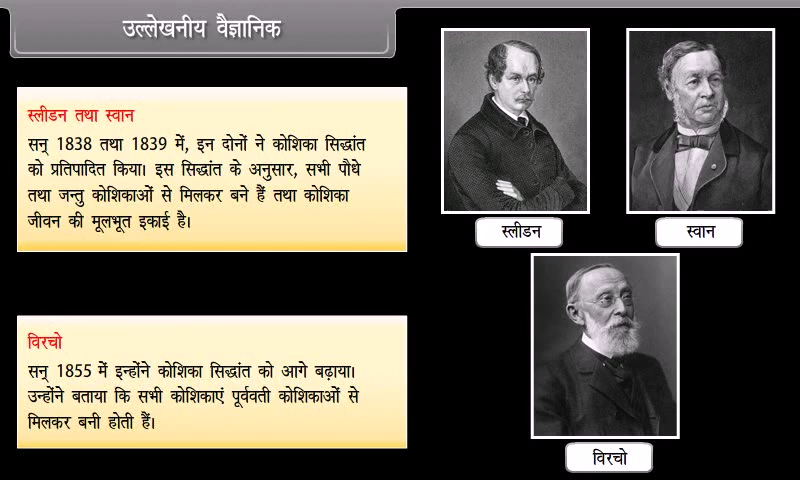 उल्लेखनीय वैज्ञानिक
स्लीडन तथा स्वान
सन् 1838 तथा 1839 में, इन दोनों ने कोशिका सिद्धांत
को प्रतिपादित किया। इस सिद्धांत के अनुसार, सभी पौधे
तथा जन्तु कोशिकाओं से मिलकर बने हैं तथा कोशिका
जीवन की मूलभूत इकाई है।
स्लीडन
स्वान
विरचो
सन् 1855 में इन्होंने कोशिका सिद्धांत को आगे बढ़ाया।
उन्होंने बताया कि सभी कोशिकाएं पूर्ववती कोशिकाओं से
मिलकर बनी होती हैं।
विरचो